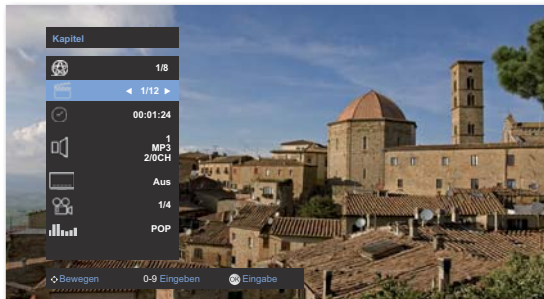 Kapitel
1/8
◄ 1/12 ►
00:01:24
1
MP3
2/0CH
Aus
1/4
POP
Bewegen 0-9 Eingeben OK Eingabe